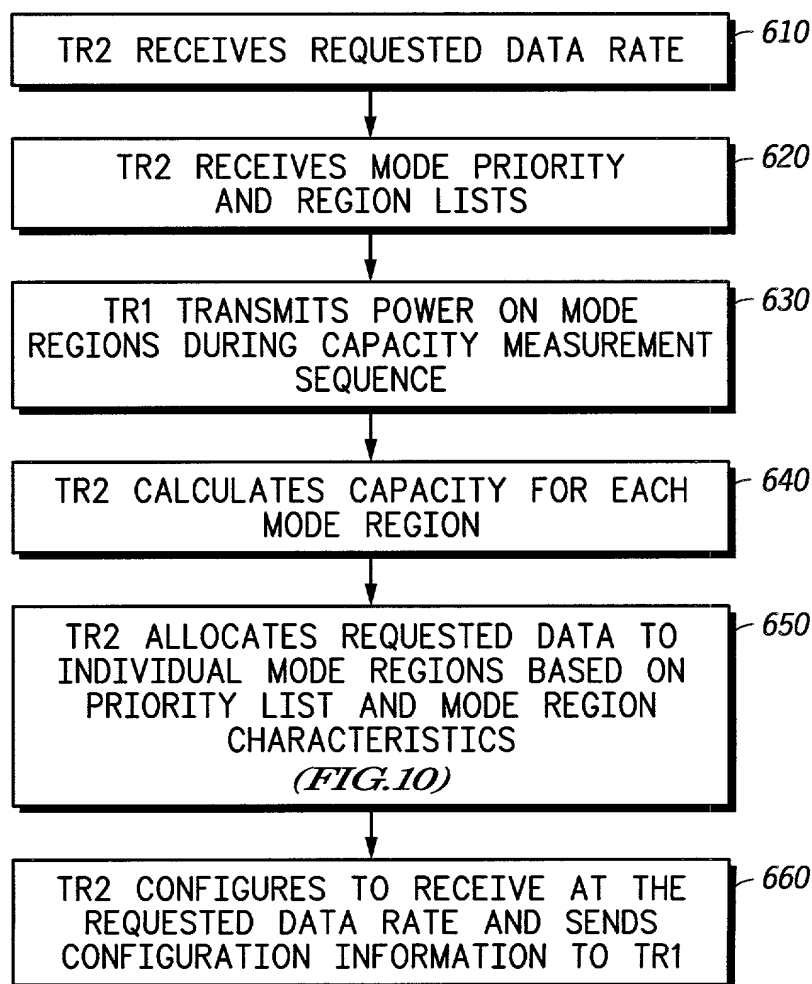 TR2 RECEIVES REQUESTED DATA RATE
610
TR2 RECEIVES MODE PRIORITY
AND REGION LISTS
620
TR1 TRANSMITS POWER ON MODE
REGIONS DURING CAPACITY MEASUREMENT
SEQUENCE
630
TR2 CALCULATES CAPACITY FOR EACH
MODE REGION
640
TR2 ALLOCATES REQUESTED DATA TO
INDIVIDUAL MODE REGIONS BASED ON
PRIORITY LIST AND MODE REGION
CHARACTERISTICS
(FIG.10)
650
TR2 CONFIGURES TO RECEIVE AT THE
REQUESTED DATA RATE AND SENDS
CONFIGURATION INFORMATION TO TR1
660